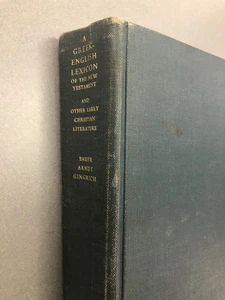 A
GREEK-
ENGLISH
LEXICON
OF THE NEW
TESTAMENT
AND
OTHER EARLY
CHRISTIAN
LITERATURE
BAUER
ARNDT
GINGRICH